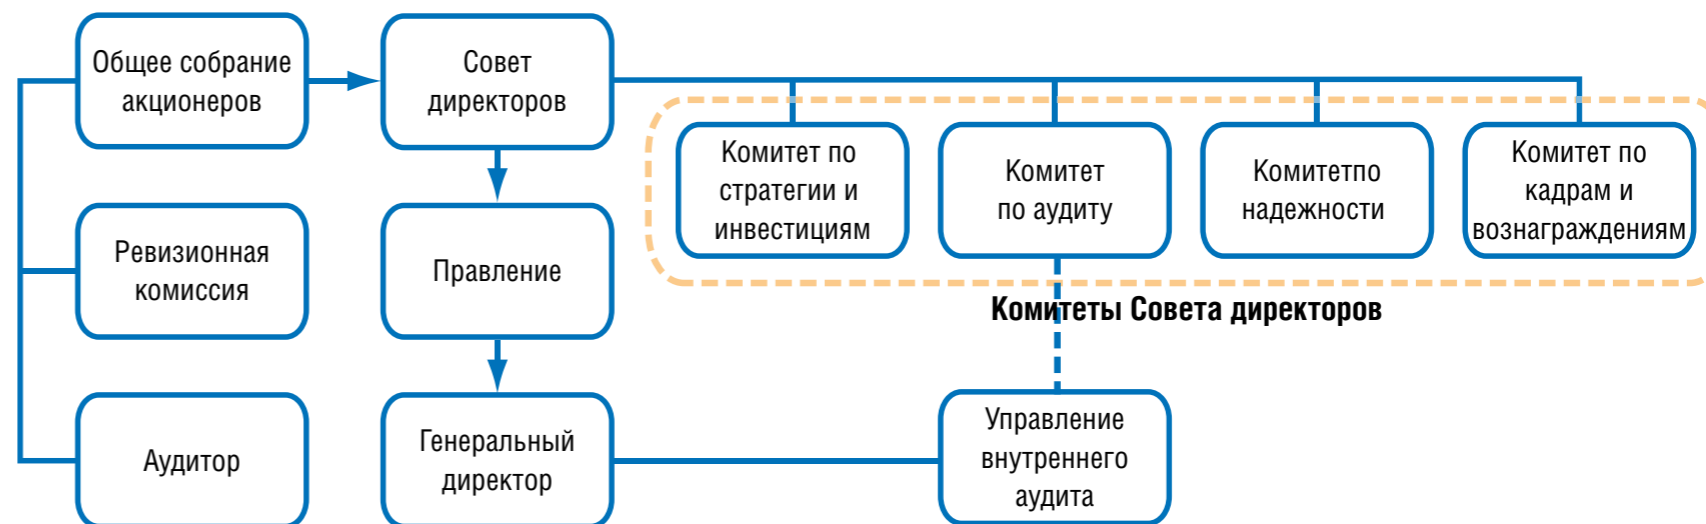 Общее собрание
акционеров
Совет
директоров
Комитет по
стратегии и
инвестициям
Комитет
по аудиту
Комитетпо
надежности
Комитет по
кадрам и
вознаграждениям
Ревизионная
комиссия
Правление
Комитеты Совета директоров
Аудитор
Генеральный
директор
Управление
внутреннего
аудита